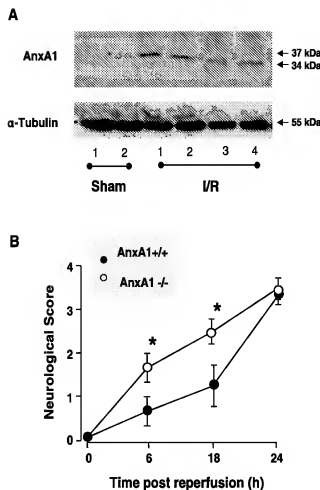 A
AnxA1
37 kDa
34 kDa
α-Tubulin
55 kDa
1 2 1 2 3 4
Sham I/R
B
AnxA1+/+
AnxA1 -/-
Neurological Score
4
3
2
1
0
* *
0 6 18 24
Time post reperfusion (h)